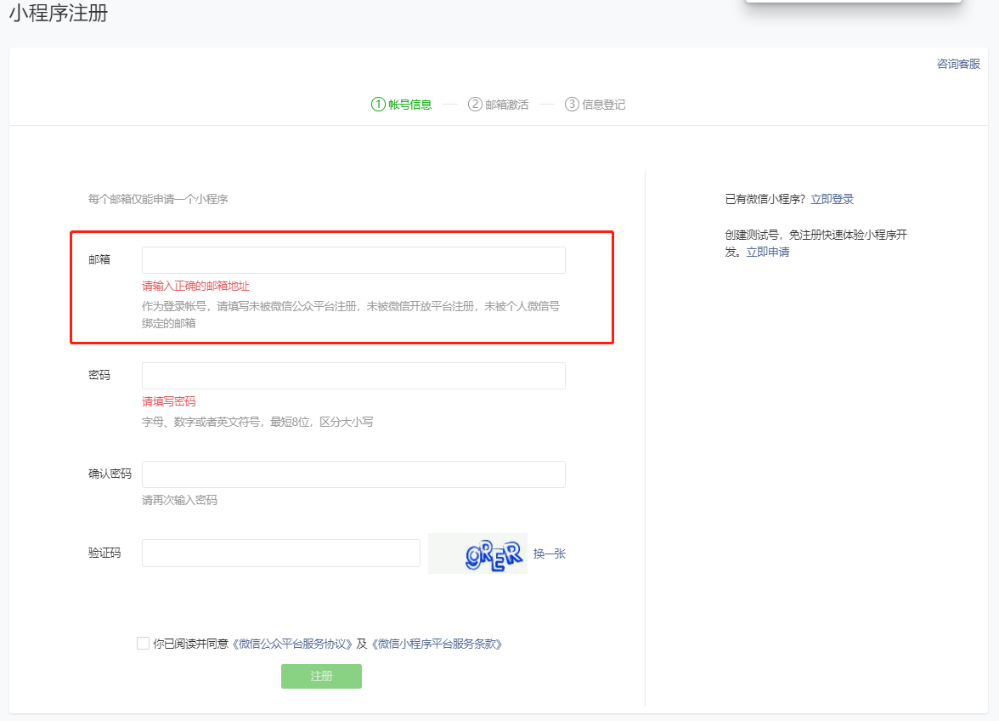 小程序注册
咨询客服
① 帐号信息 — ② 邮箱激活 — ③ 信息登记
每个邮箱仅能申请一个小程序
邮箱
请输入正确的邮箱地址
作为登录帐号，请填写未被微信公众平台注册，未被微信开放平台注册，未被个人微信号
绑定的邮箱
密码
请填写密码
字母、数字或者英文符号，最短8位，区分大小写
确认密码
请再次输入密码
验证码 GRER 换一张
你已阅读并同意《微信公众平台服务协议》及《微信小程序平台服务条款》
注册
已有微信小程序？立即登录
创建测试号，免注册快速体验小程序开
发。立即申请